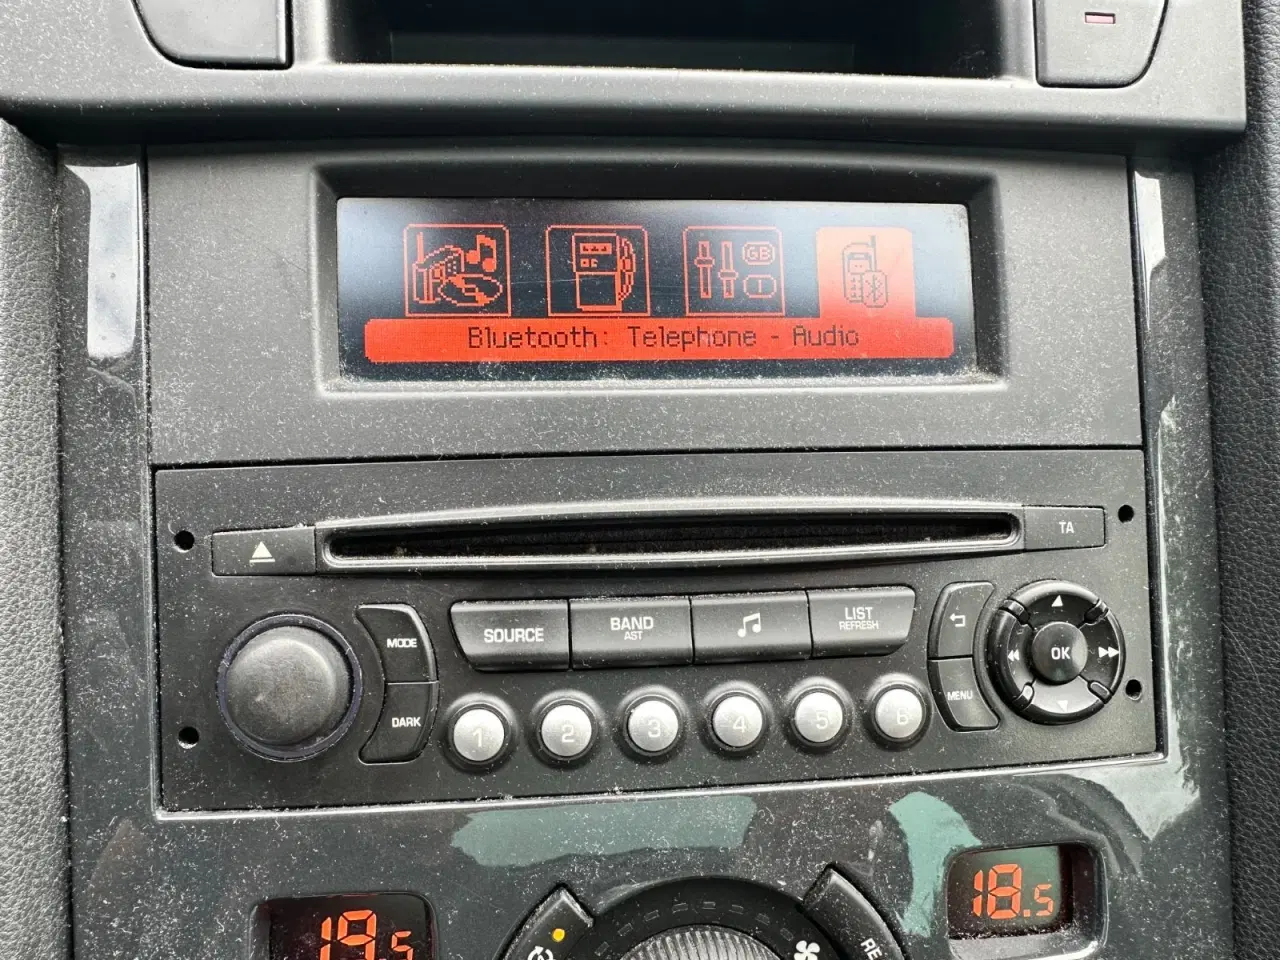 GB
Bluetooth: Telephone - Audio
TA
MODE
SOURCE
BAND
AST
LIST
REFRESH
OK
MENU
DARK
1
2
3
4
5
6
19.5
18.5